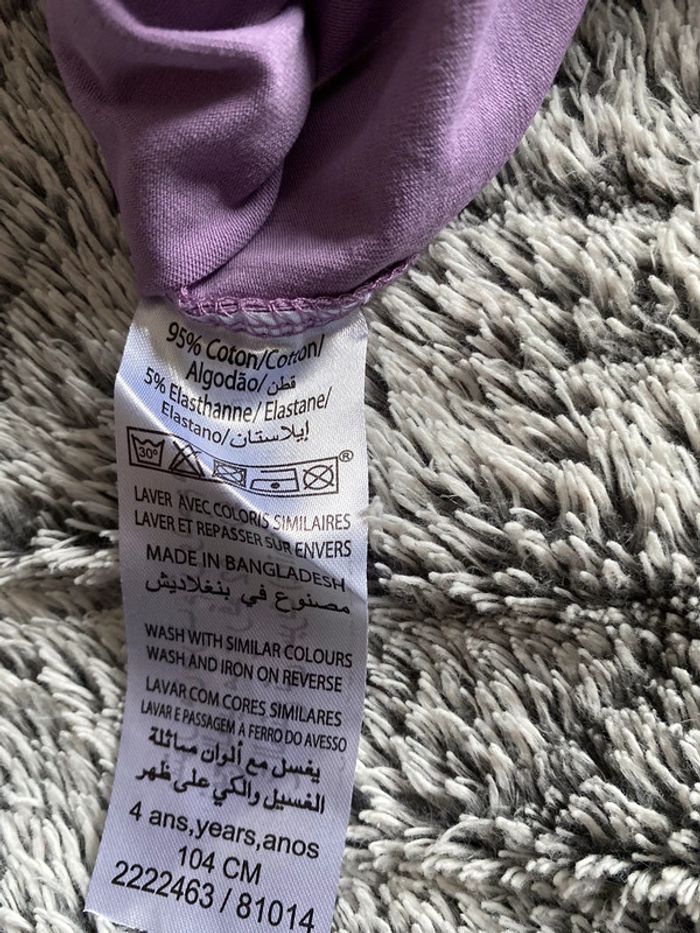 95% Coton/Cotton/
Algodão/قطن
5% Elasthanne/Elastane/
Elastano/إيلاستان
30°
®
LAVER AVEC COLORIS SIMILAIRES
LAVER ET REPASSER SUR ENVERS
MADE IN BANGLADESH
مصنوع في بنغلاديش
WASH WITH SIMILAR COLOURS
WASH AND IRON ON REVERSE
LAVAR COM CORES SIMILARES
LAVAR E PASSAGEM A FERRO DO AVESSO
يغسل مع ألوان مماثلة
الغسيل والكي على ظهر
4 ans,years,anos
104 CM
2222463 / 81014